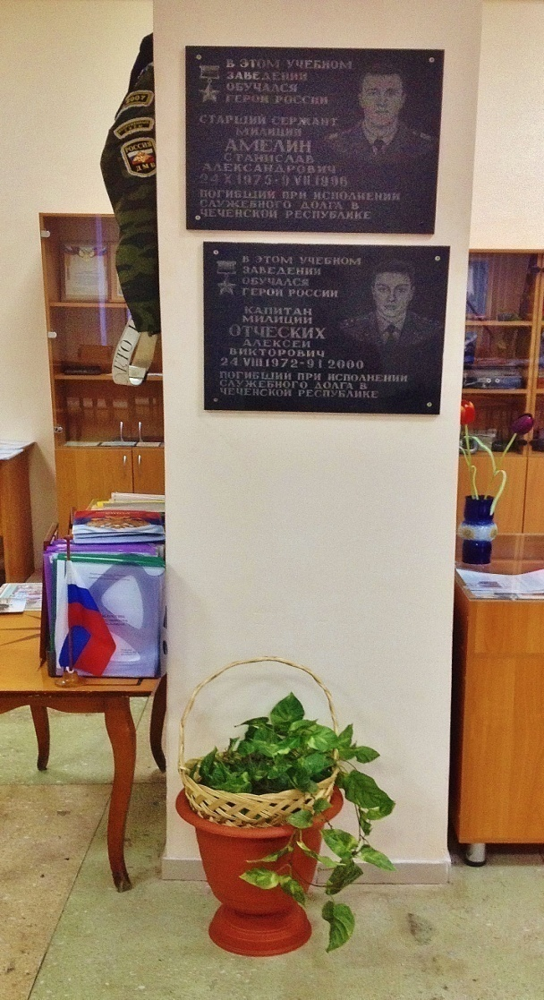 В ЭТОМ УЧЕБНОМ
ЗАВЕДЕНИИ
ОБУЧАЛСЯ
ГЕРОЙ РОССИИ
СТАРШИЙ СЕРЖАНТ
МИЛИЦИИ
АМЕЛИН
СТАНИСЛАВ
АЛЕКСАНДРОВИЧ
24 X 1975 - 9 VII 1996
ПОГИБШИЙ ПРИ ИСПОЛНЕНИИ
СЛУЖЕБНОГО ДОЛГА В
ЧЕЧЕНСКОЙ РЕСПУБЛИКЕ
В ЭТОМ УЧЕБНОМ
ЗАВЕДЕНИИ
ОБУЧАЛСЯ
ГЕРОЙ РОССИИ
КАПИТАН
МИЛИЦИИ
ОТЧЕСКИХ
АЛЕКСЕЙ
ВИКТОРОВИЧ
24 VIII 1972 - 9 I 2000
ПОГИБШИЙ ПРИ ИСПОЛНЕНИИ
СЛУЖЕБНОГО ДОЛГА В
ЧЕЧЕНСКОЙ РЕСПУБЛИКЕ
2007
РОССИЯ
ДМБ